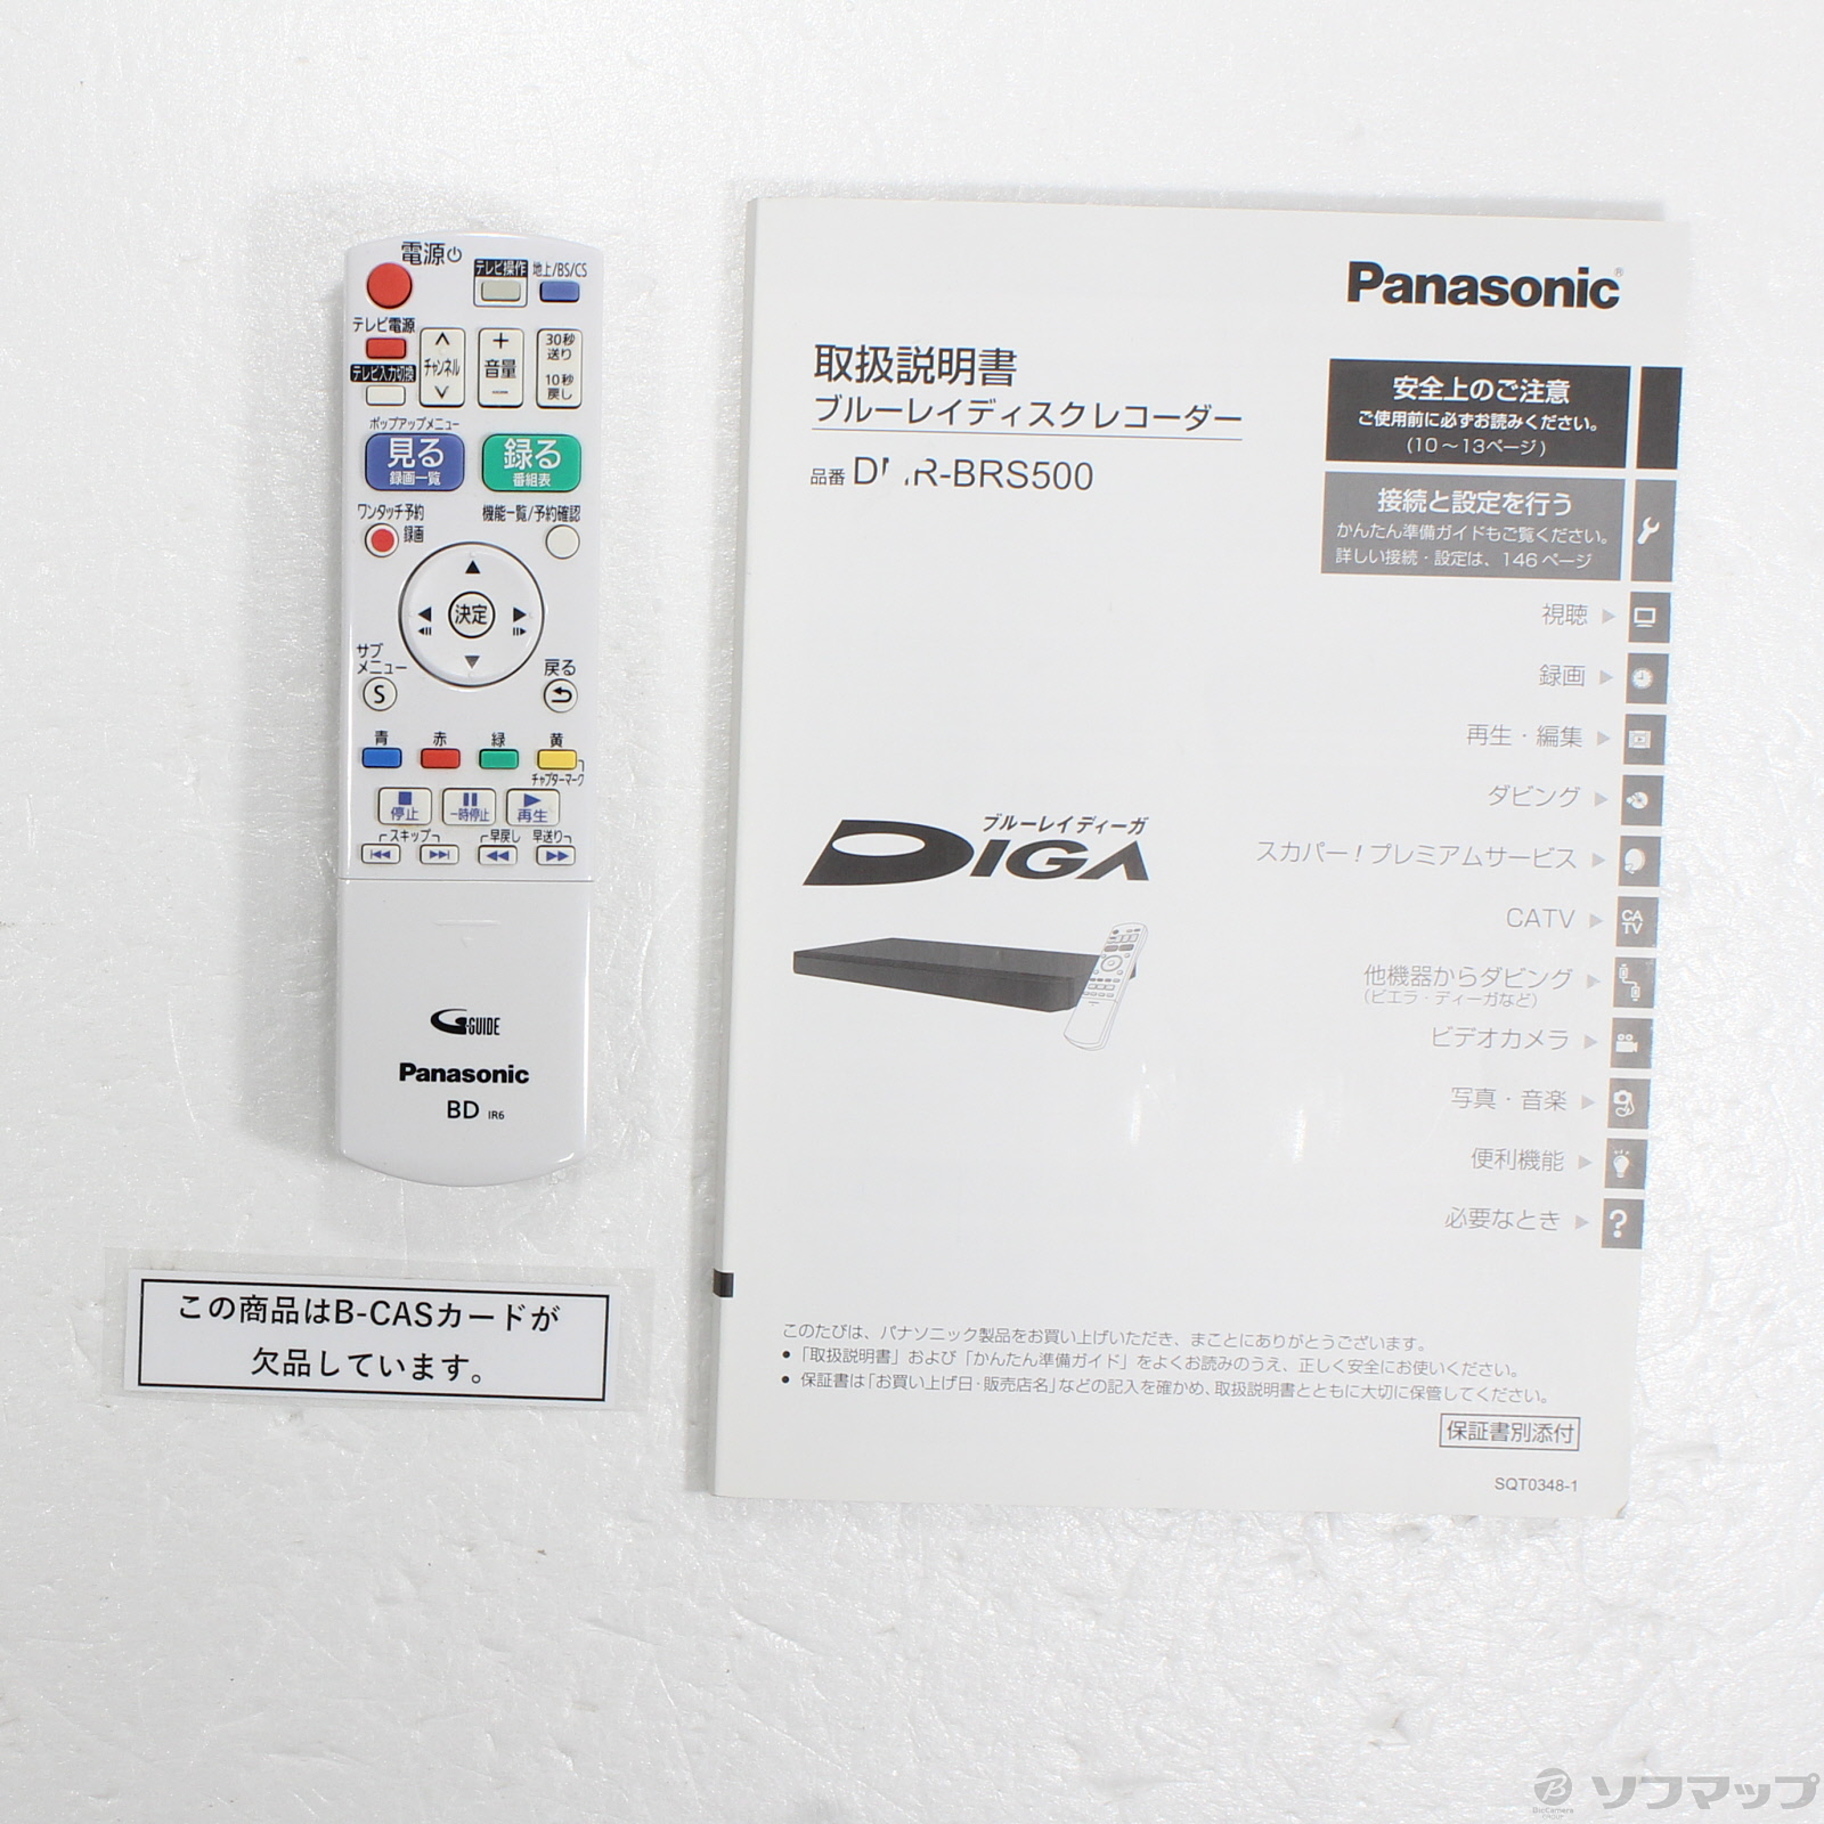 電源
テレビ操作 地上/BS/CS
テレビ電源
チャンネル
+
音量
−
30秒
送り
10秒
戻し
テレビ入力切換
ポップアップメニュー
見る
録画一覧
録る
番組表
ワンタッチ予約
録画
機能一覧/予約確認
決定
サブ
メニュー
S
戻る
青 赤 緑 黄
チャプターマーク
停止 一時停止 再生
スキップ 早戻し 早送り
G-GUIDE
Panasonic
BD IR6
この商品はB-CASカードが
欠品しています。
Panasonic®
取扱説明書
ブルーレイディスクレコーダー
品番 D R-BRS500
安全上のご注意
ご使用前に必ずお読みください。
(10～13ページ)
接続と設定を行う
かんたん準備ガイドもご覧ください。
詳しい接続・設定は、146ページ
視聴
録画
再生・編集
ダビング
スカパー！プレミアムサービス
CATV
CA
TV
他機器からダビング
(ビエラ・ディーガなど)
ビデオカメラ
写真・音楽
便利機能
必要なとき
?
ブルーレイディーガ
DIGA
このたびは、パナソニック製品をお買い上げいただき、まことにありがとうございます。
● 「取扱説明書」および「かんたん準備ガイド」をよくお読みのうえ、正しく安全にお使いください。
● 保証書は「お買い上げ日・販売店名」などの記入を確かめ、取扱説明書とともに大切に保管してください。
保証書別添付
SQT0348-1
B
BicCamera
GROUP
ソフマップ